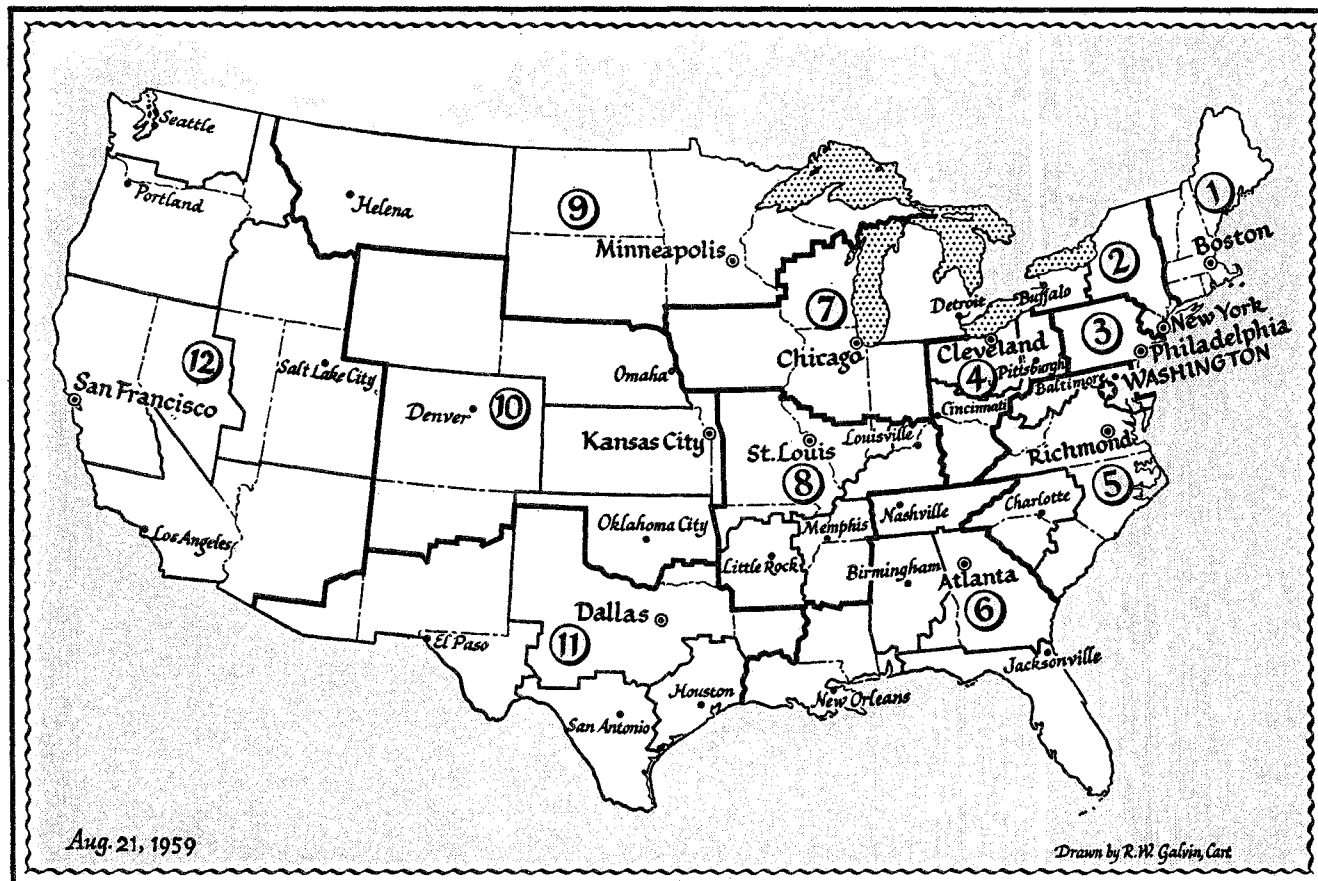 Seattle
Portland
Helena
9
Minneapolis
1
Boston
2
Detroit
Buffalo
7
12
Salt Lake City
San Francisco
Omaha
Chicago
Cleveland
4
Pittsburgh
3
New York
Philadelphia
WASHINGTON
Baltimore
Cincinnati
Denver
10
Kansas City
St. Louis
8
Louisville
Richmond
5
Los Angeles
Oklahoma City
Little Rock
Memphis
Nashville
Charlotte
Birmingham
Atlanta
6
Dallas
11
El Paso
Houston
San Antonio
New Orleans
Jacksonville
Aug. 21, 1959
Drawn by R.W. Galvin, Cart.